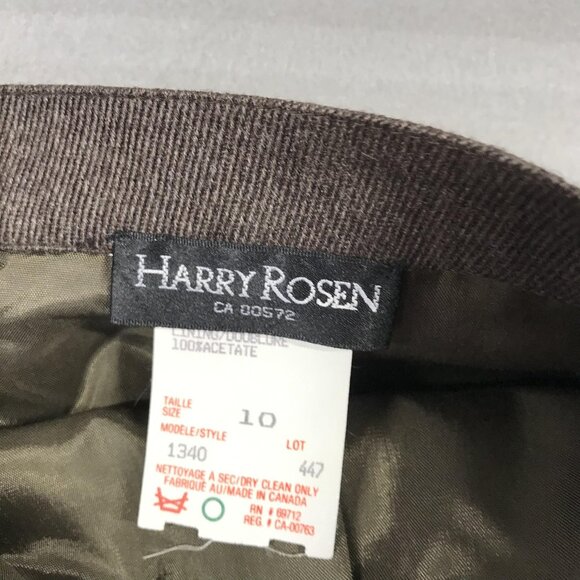 HARRY ROSEN
CA 00572
LINING/DOUBLURE
100%ACETATE
TAILLE
SIZE 10
MODÈLE/STYLE LOT
1340 447
NETTOYAGE À SEC/DRY CLEAN ONLY
FABRIQUÉ AU/MADE IN CANADA
RN # 69712
REG. # CA-00763